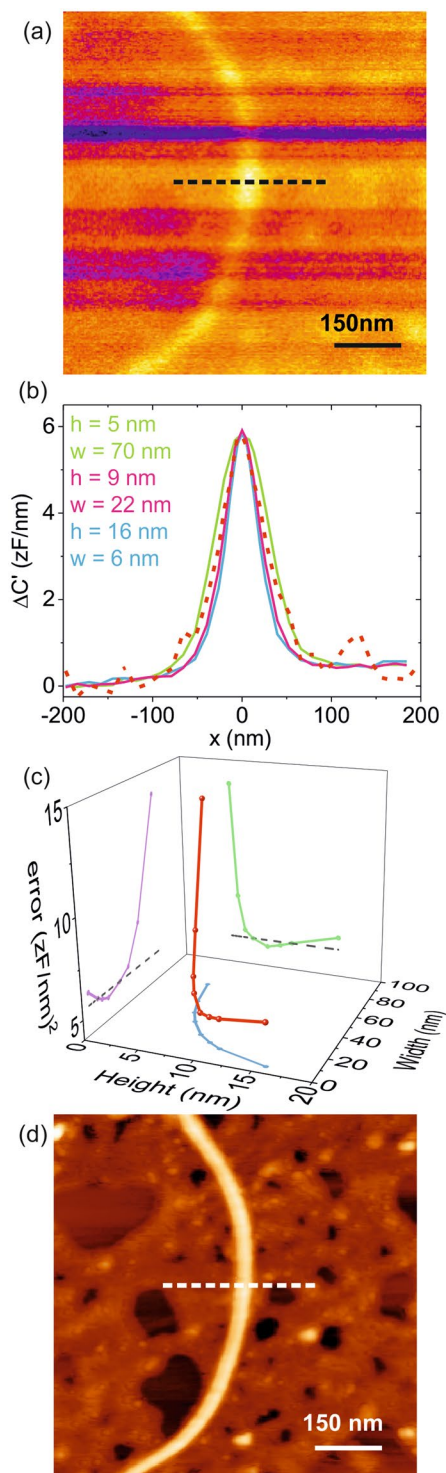 (a)
150nm
(b)
h = 5 nm
w = 70 nm
h = 9 nm
w = 22 nm
h = 16 nm
w = 6 nm
6
4
2
0
ΔC' (zF/nm)
-200 -100 0 100 200
x (nm)
(c)
15
10
5
error (zF/nm)²
0 5 10 15 20
Height (nm)
0 20 40 60 80 100
Width (nm)
(d)
150 nm